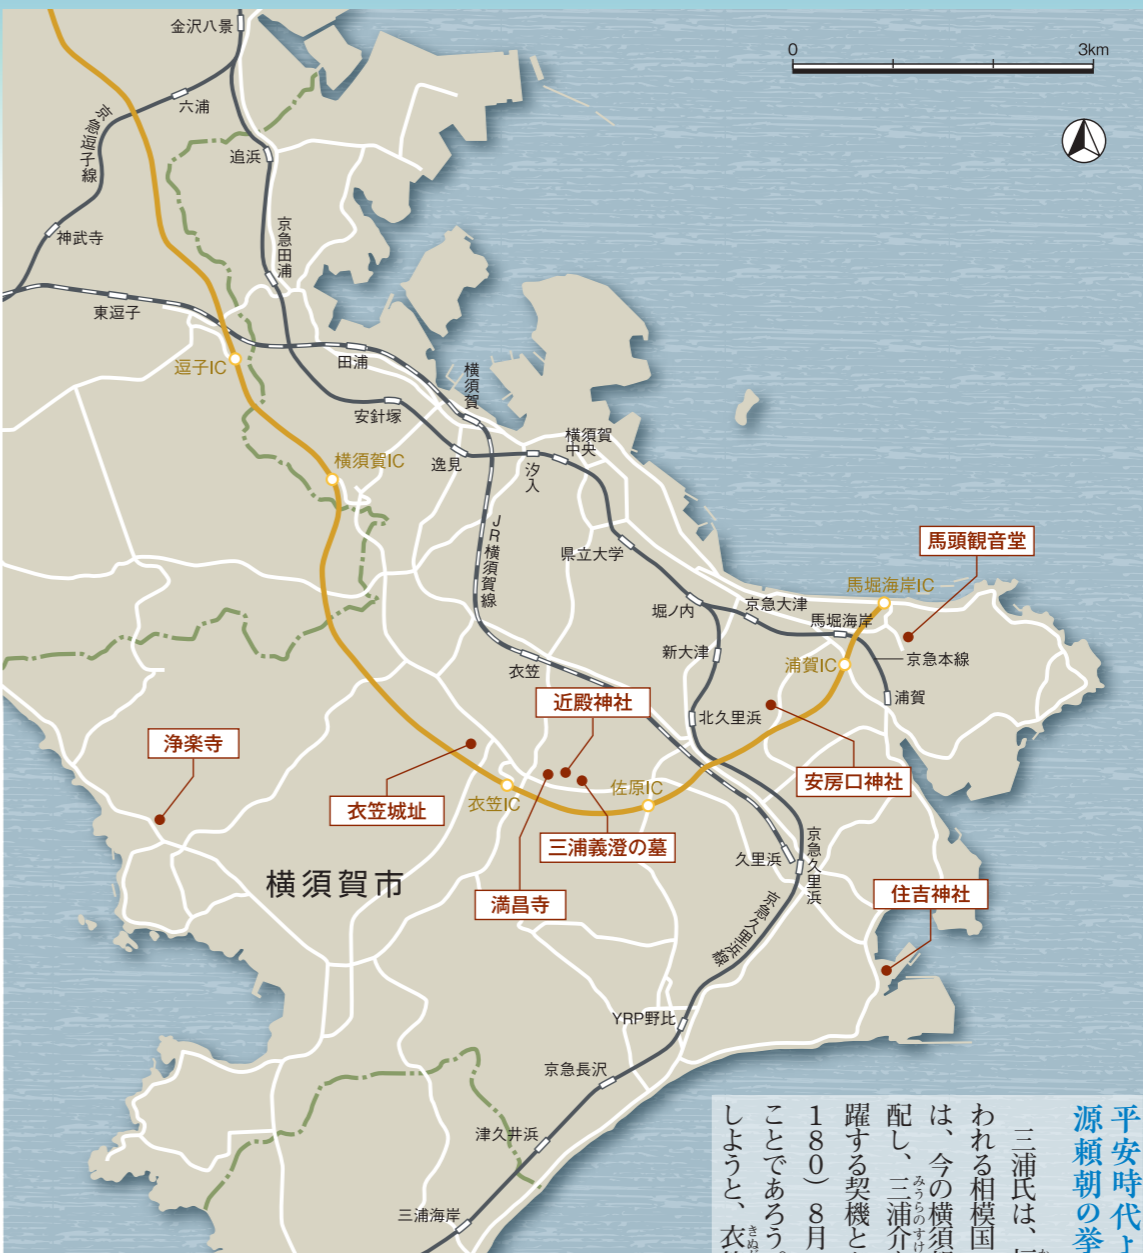 金沢八景
0 3km
六浦
京急逗子線
追浜
神武寺
京急田浦
東逗子
逗子IC
田浦
横須賀
安針塚
横須賀IC
逸見
汐入
横須賀
中央
JR横須賀線
県立大学
馬頭観音堂
馬堀海岸IC
堀ノ内
京急大津
馬堀海岸
新大津
京急本線
浦賀IC
衣笠
浦賀
近殿神社
北久里浜
浄楽寺
安房口神社
衣笠城址
衣笠IC
佐原IC
三浦義澄の墓
久里浜
京急久里浜
横須賀市
満昌寺
住吉神社
京急久里浜線
YRP野比
京急長沢
津久井浜
三浦海岸
平安時代よ
源頼朝の挙
三浦氏は、
われる相模国
は、今の横須
配し、三浦介
みうらのすけ
躍する契機と
1180）8月
ことであろう。
しようと、衣
きぬが